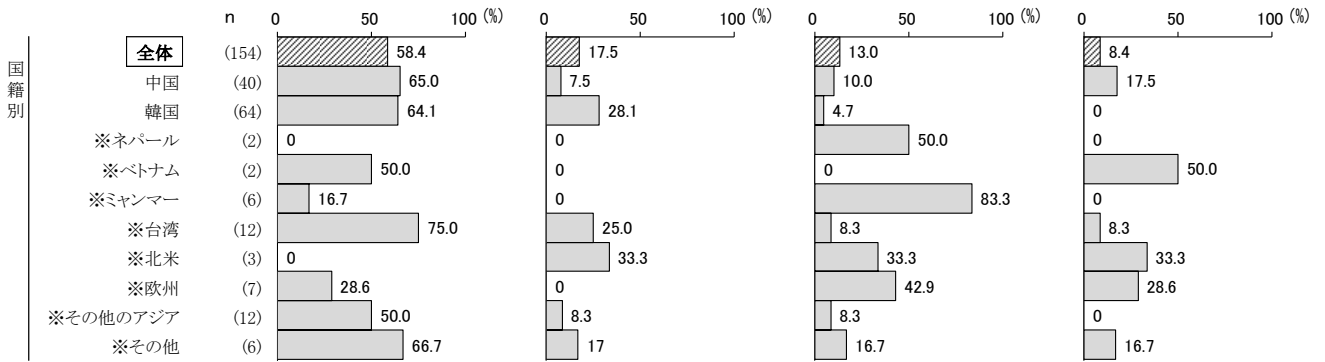 n 0 50 100 (%) 0 50 100 (%) 0 50 100 (%) 0 50 100 (%)
国籍別
全体 (154) 58.4 17.5 13.0 8.4
中国 (40) 65.0 7.5 10.0 17.5
韓国 (64) 64.1 28.1 4.7 0
※ネパール (2) 0 0 50.0 0
※ベトナム (2) 50.0 0 0 50.0
※ミャンマー (6) 16.7 0 83.3 0
※台湾 (12) 75.0 25.0 8.3 8.3
※北米 (3) 0 33.3 33.3 33.3
※欧州 (7) 28.6 0 42.9 28.6
※その他のアジア (12) 50.0 8.3 8.3 0
※その他 (6) 66.7 17 16.7 16.7